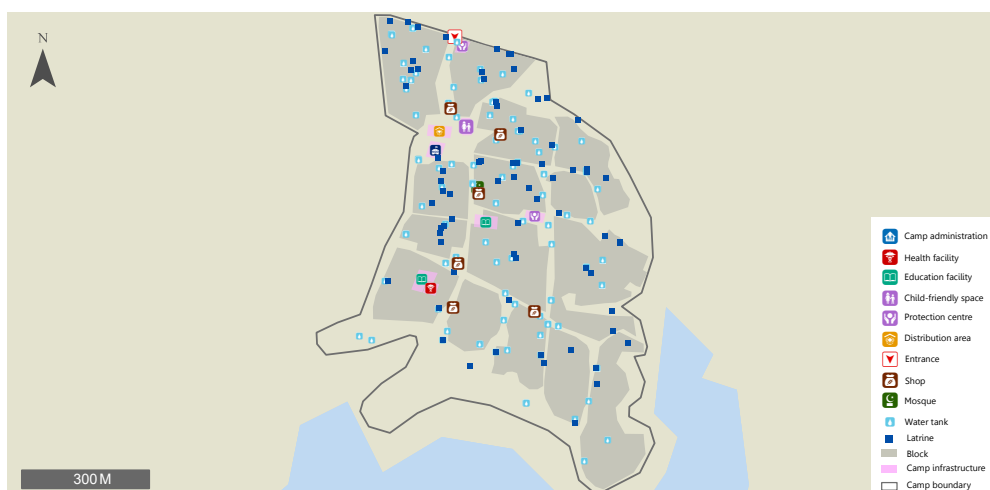 N
Camp administration
Health facility
Education facility
Child-friendly space
Protection centre
Distribution area
Entrance
Shop
Mosque
Water tank
Latrine
Block
Camp infrastructure
Camp boundary
300 M